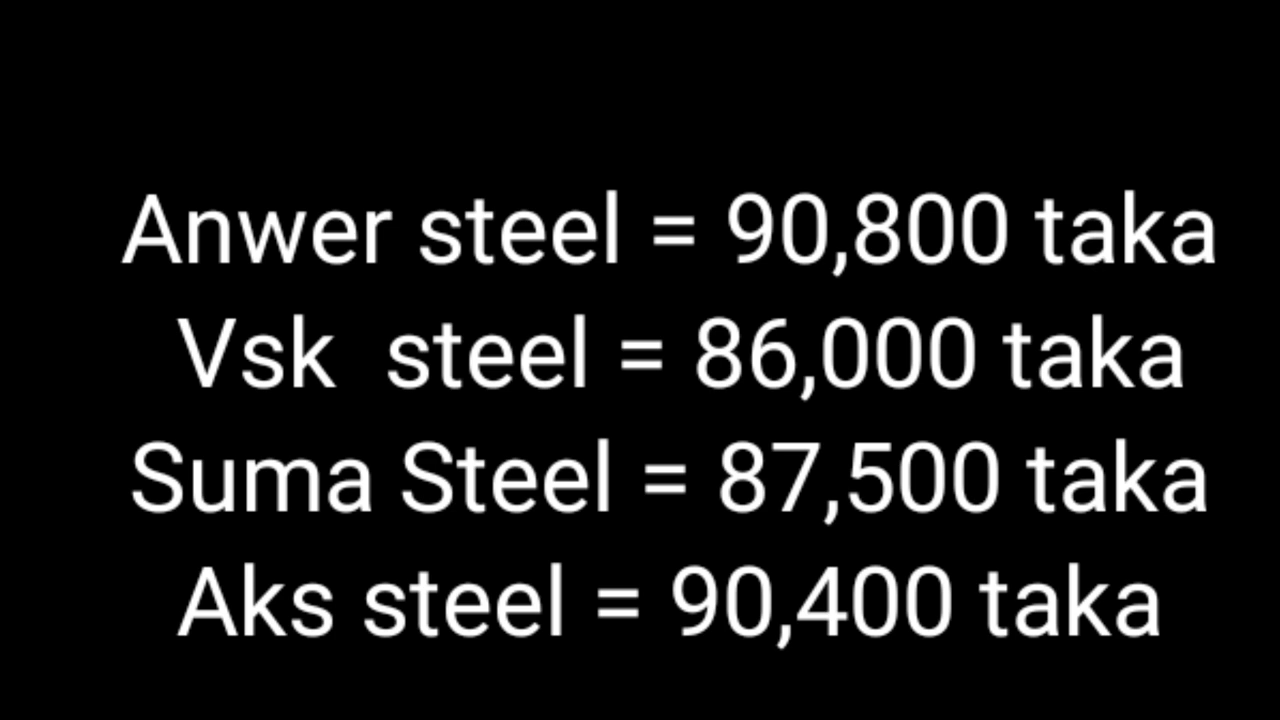 Anwer steel = 90,800 taka
Vsk steel = 86,000 taka
Suma Steel = 87,500 taka
Aks steel = 90,400 taka